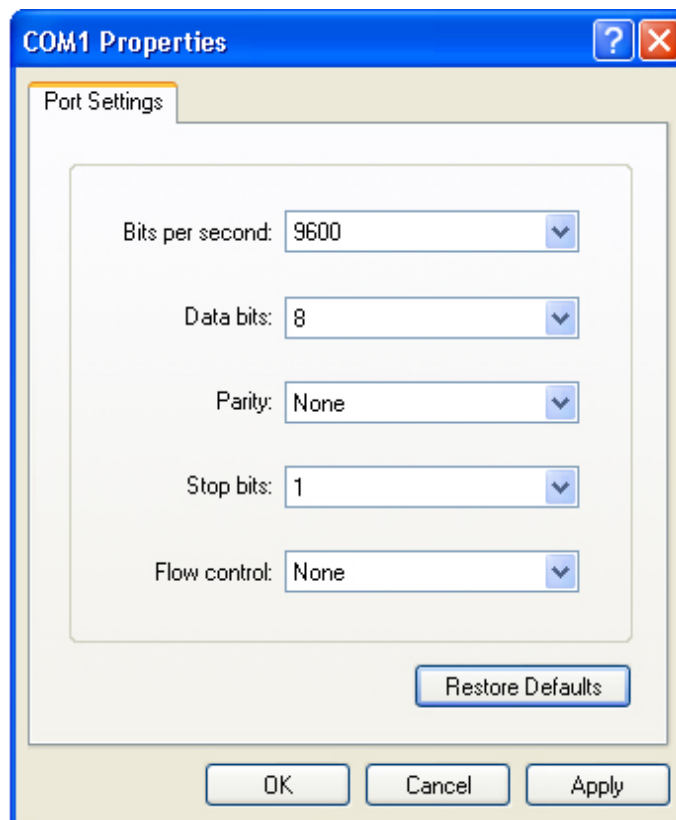 COM1 Properties
Port Settings
Bits per second: 9600
Data bits: 8
Parity: None
Stop bits: 1
Flow control: None
Restore Defaults
OK Cancel Apply